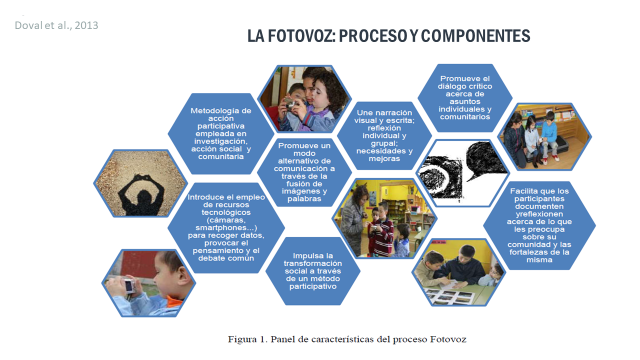 Doval et al., 2013
LA FOTOVOZ: PROCESO Y COMPONENTES
Metodología de
acción
participativa
empleada en
investigación,
acción social y
comunitaria
Promueve un
modo
alternativo de
comunicación a
través de la
fusión de
imágenes y
palabras
Une narración
visual y escrita;
reflexión
individual y
grupal;
necesidades y
mejoras
Promueve el
diálogo crítico
acerca de
asuntos
individuales y
comunitarios
Introduce el empleo
de recursos
tecnológicos
(cámaras,
smartphones...)
para recoger datos,
provocar el
pensamiento y el
debate común
Impulsa la
transformación
social a través
de un método
participativo
Facilita que los
participantes
documenten
yreflexionen
acerca de lo que
les preocupa
sobre su
comunidad y las
fortalezas de la
misma
Figura 1. Panel de características del proceso Fotovoz